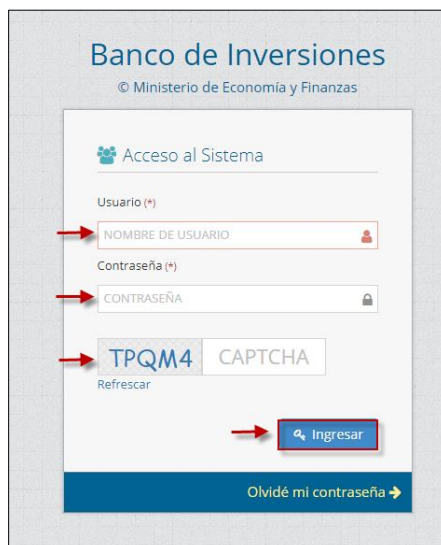 Banco de Inversiones
© Ministerio de Economía y Finanzas
Acceso al Sistema
Usuario (*)
NOMBRE DE USUARIO
Contraseña (*)
CONTRASEÑA
TPQM4 CAPTCHA
Refrescar
Ingresar
Olvidé mi contraseña